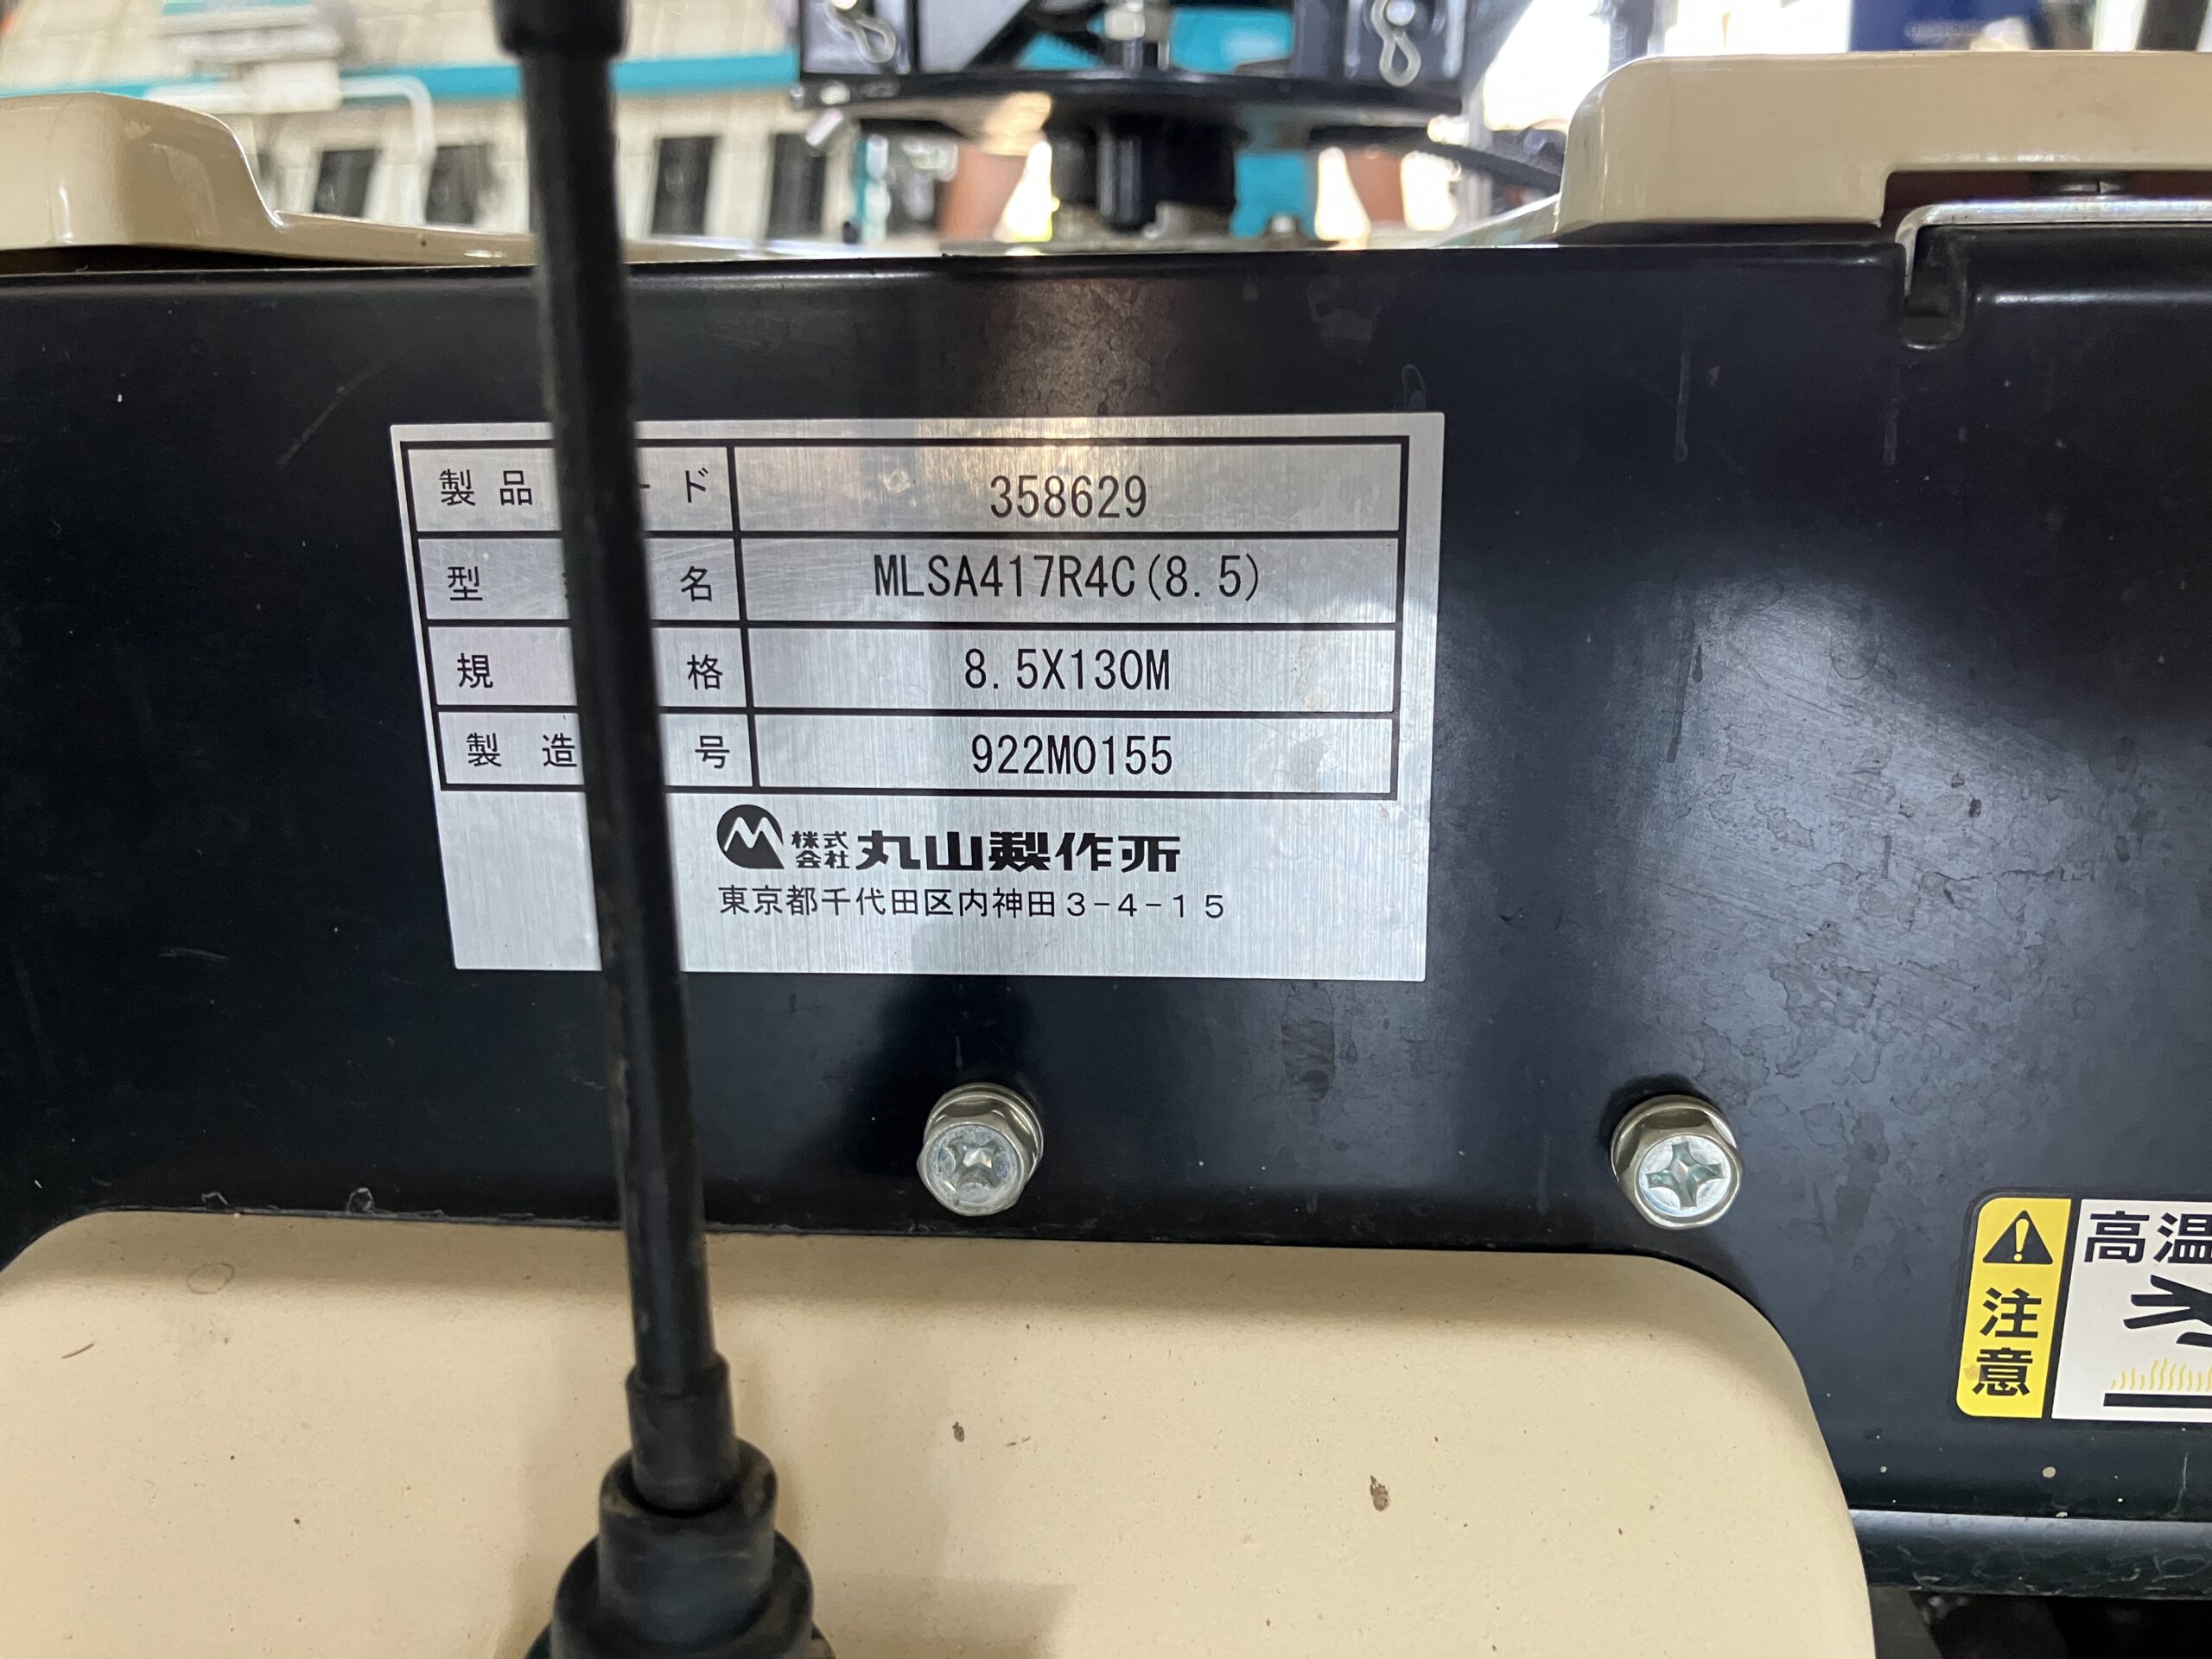 製品 ード 358629
型 名 MLSA417R4C(8.5)
規 格 8.5X130M
製造 号 922M0155
株式会社 丸山製作所
東京都千代田区内神田3-4-15
高温
注意